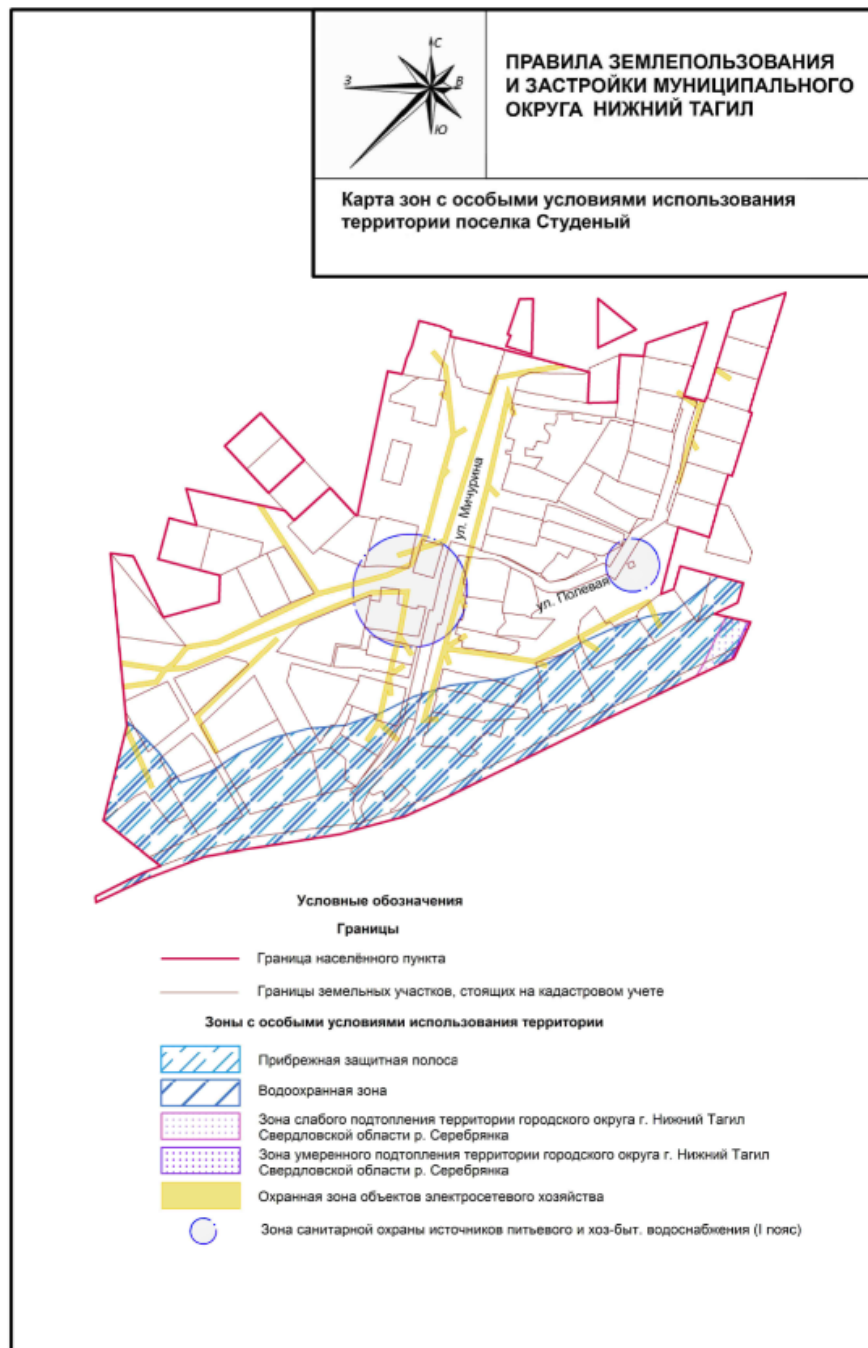 С
З
В
Ю
ПРАВИЛА ЗЕМЛЕПОЛЬЗОВАНИЯ
И ЗАСТРОЙКИ МУНИЦИПАЛЬНОГО
ОКРУГА НИЖНИЙ ТАГИЛ
Карта зон с особыми условиями использования
территории поселка Студеный
ул. Мичурина
ул. Полевая
Условные обозначения
Границы
Граница населённого пункта
Границы земельных участков, стоящих на кадастровом учете
Зоны с особыми условиями использования территории
Прибрежная защитная полоса
Водоохранная зона
Зона слабого подтопления территории городского округа г. Нижний Тагил
Свердловской области р. Серебрянка
Зона умеренного подтопления территории городского округа г. Нижний Тагил
Свердловской области р. Серебрянка
Охранная зона объектов электросетевого хозяйства
Зона санитарной охраны источников питьевого и хоз-быт. водоснабжения (I пояс)